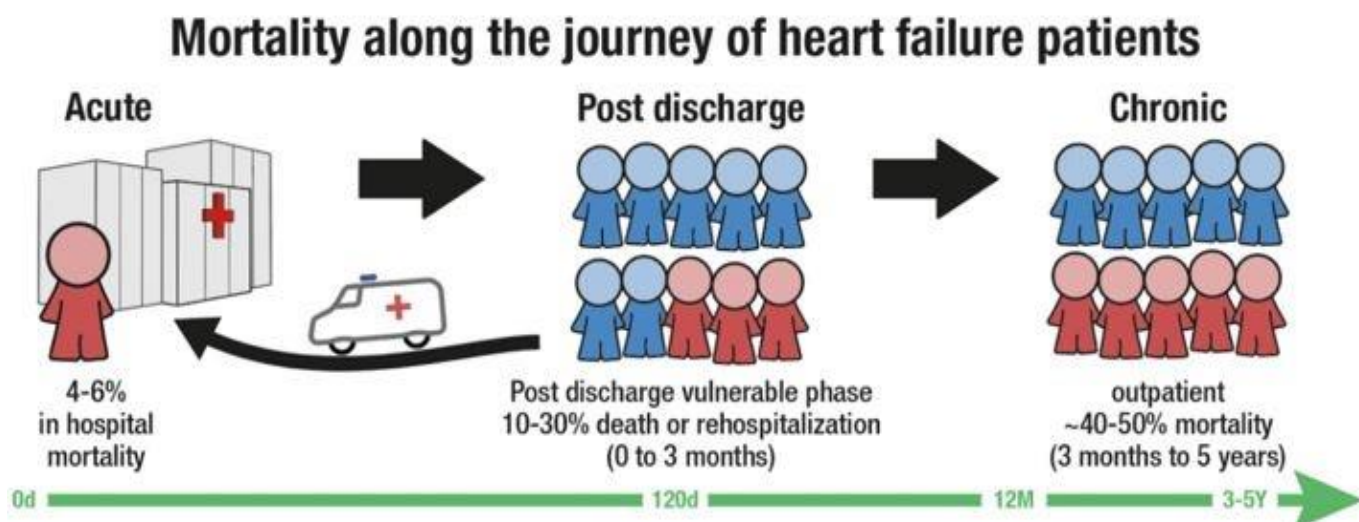 Mortality along the journey of heart failure patients
Acute
Post discharge
Chronic
4-6%
in hospital
mortality
Post discharge vulnerable phase
10-30% death or rehospitalization
(0 to 3 months)
outpatient
~40-50% mortality
(3 months to 5 years)
0d
120d
12M
3-5Y